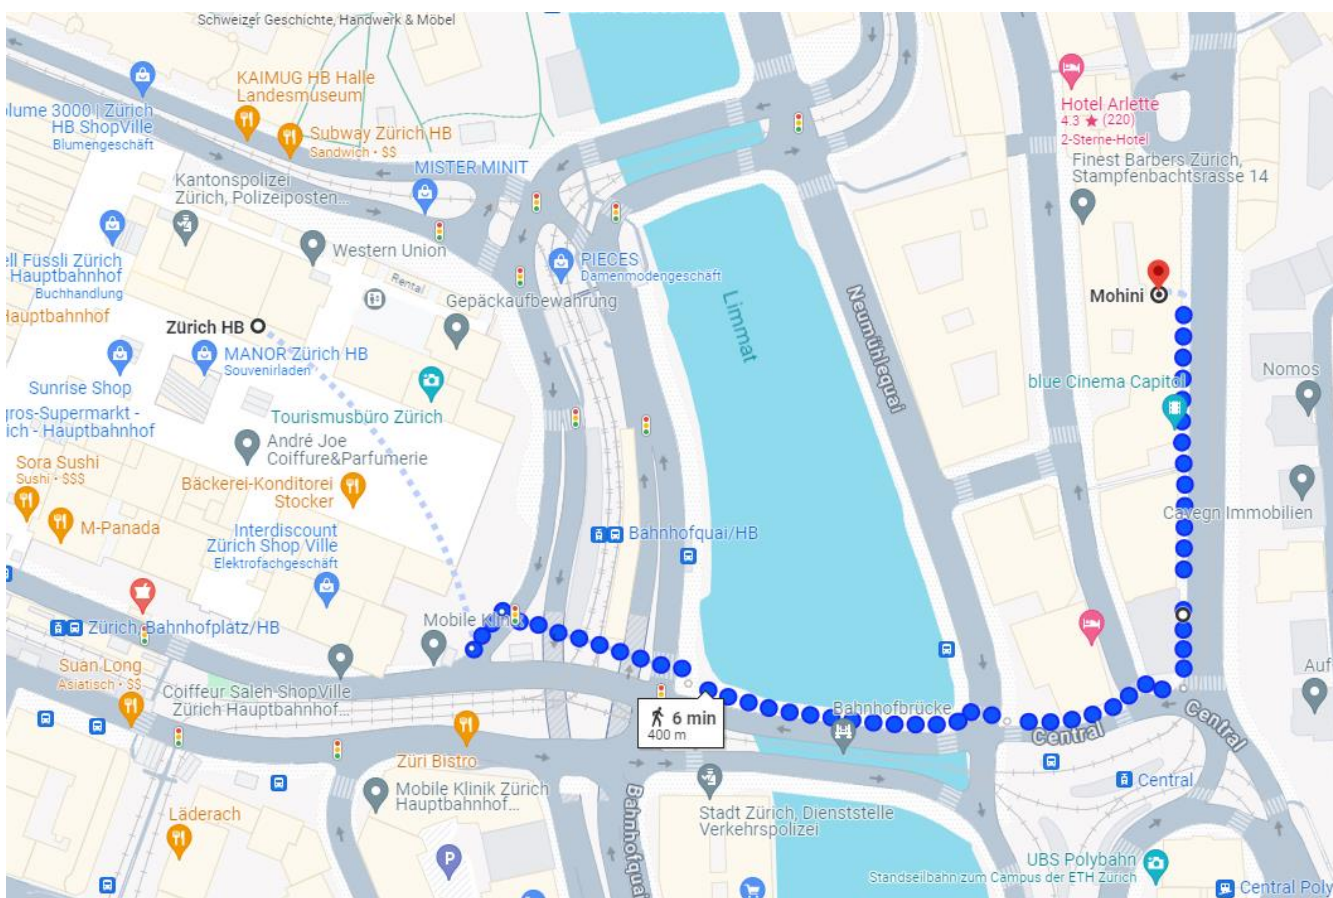 Schweizer Geschichte, Handwerk & Möbel
KAIMUG HB Halle
Landesmuseum
lume 3000 | Zürich
HB ShopVille
Blumengeschäft
Subway Zürich HB
Sandwich • $$
MISTER MINIT
Kantonspolizei
Zürich, Polizeiposten...
Western Union
ell Füssli Zürich
Hauptbahnhof
Buchhandlung
Hauptbahnhof
Rental
PIECES
Damenmodengeschäft
Gepäckaufbewahrung
Zürich HB
MANOR Zürich HB
Souvenirladen
Sunrise Shop
Tourismusbüro Zürich
gros-Supermarkt -
ich - Hauptbahnhof
André Joe
Coiffure&Parfumerie
Sora Sushi
Sushi • $$$
Bäckerei-Konditorei
Stocker
M-Panada
Interdiscount
Zürich Shop Ville
Elektrofachgeschäft
Bahnhofquai/HB
Mobile Klinik
Zürich, Bahnhofplatz/HB
Suan Long
Asiatisch • $$
Coiffeur Saleh ShopVille
Zürich Hauptbahnhof...
Züri Bistro
Mobile Klinik Zürich
Hauptbahnhof...
Läderach
P
Bahnhofquai
6 min
400 m
Bahnhofbrücke
Stadt Zürich, Dienststelle
Verkehrspolizei
Limmat
Neumühlequai
Hotel Arlette
4.3 ★ (220)
2-Sterne-Hotel
Finest Barbers Zürich,
Stampfenbachtsrasse 14
Mohini
blue Cinema Capitol
Nomos
Cavegn Immobilien
Auf
Central
Central
Central
UBS Polybahn
Standseilbahn zum Campus der ETH Zürich
Central Poly